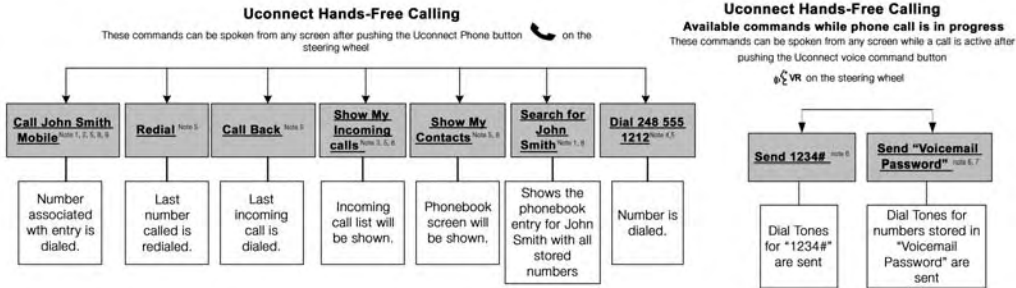 Uconnect Hands-Free Calling
These commands can be spoken from any screen after pushing the Uconnect Phone button on the
steering wheel
Call John Smith
Mobile Note 1, 2, 5, 8, 9
Number
associated
wth entry is
dialed.
Redial Note 5
Last
number
called is
redialed.
Call Back Note 5
Last
incoming
call is
dialed.
Show My
Incoming
calls Note 3, 5, 8
Incoming
call list will
be shown.
Show My
Contacts Note 5, 8
Phonebook
screen will
be shown.
Search for
John
Smith Note 1, 8
Shows the
phonebook
entry for John
Smith with all
stored
numbers
Dial 248 555
1212 Note 4,5
Number is
dialed.
Uconnect Hands-Free Calling
Available commands while phone call is in progress
These commands can be spoken from any screen while a call is active after
pushing the Uconnect voice command button
VR on the steering wheel
Send 1234# note 6
Dial Tones
for "1234#"
are sent
Send "Voicemail
Password" note 6, 7
Dial Tones for
numbers stored in
"Voicemail
Password" are
sent